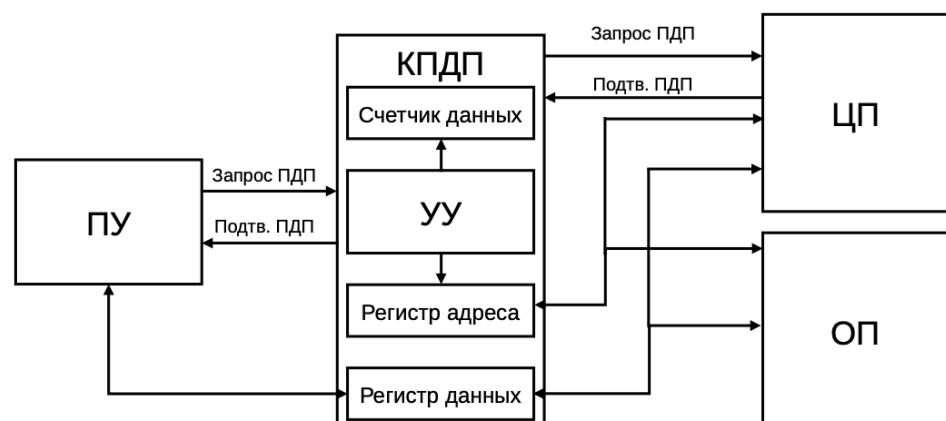 Запрос ПДП
КПДП
Подтв. ПДП
Счетчик данных
ЦП
Запрос ПДП
ПУ
УУ
Подтв. ПДП
Регистр адреса
ОП
Регистр данных